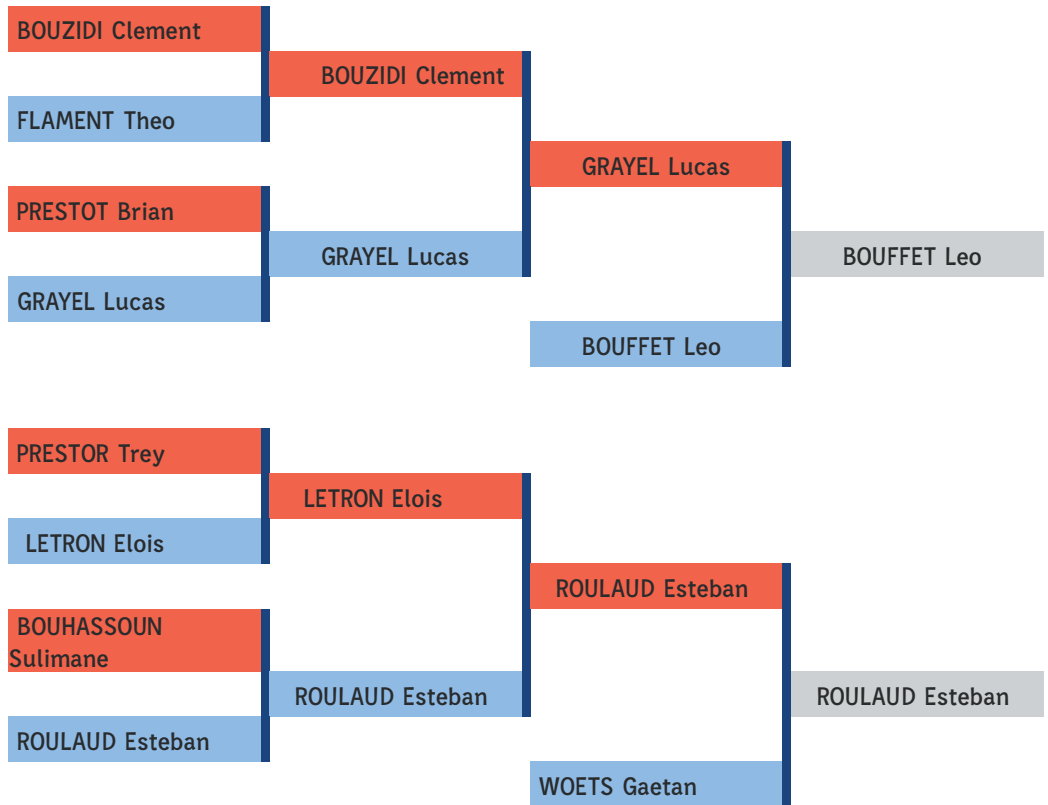 BOUZIDI Clement
BOUZIDI Clement
FLAMENT Theo
GRAYEL Lucas
PRESTOT Brian
GRAYEL Lucas
BOUFFET Leo
GRAYEL Lucas
BOUFFET Leo
PRESTOR Trey
LETRON Elois
LETRON Elois
ROULAUD Esteban
BOUHASSOUN
Sulimane
ROULAUD Esteban
ROULAUD Esteban
ROULAUD Esteban
WOETS Gaetan